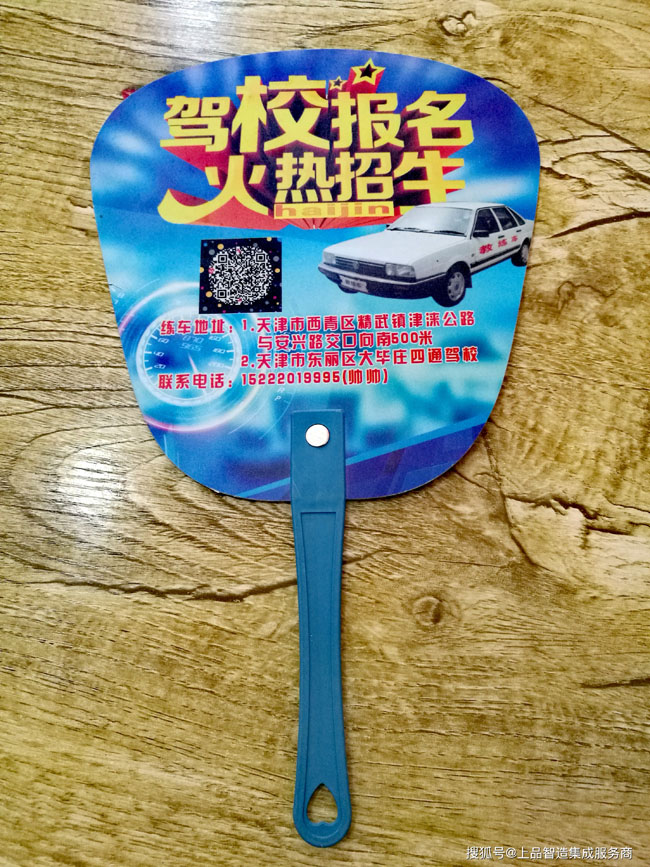 驾校报名
火热招生
haijin
教练车
练车地址：1.天津市西青区精武镇津涞公路
与安兴路交口向南500米
2.天津市东丽区大毕庄四通驾校
联系电话：15222019995(帅帅)
搜狐号@上品智造集成服务商